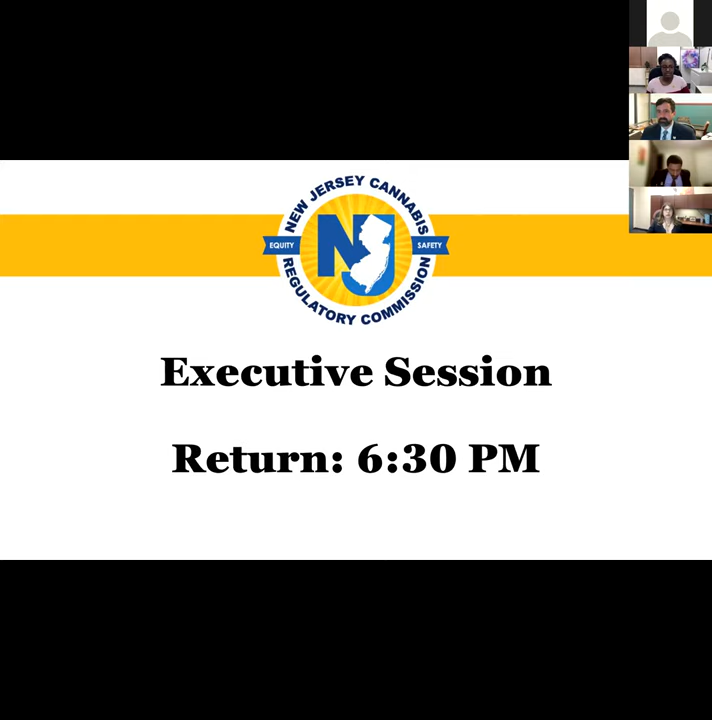 NEW JERSEY CANNABIS
EQUITY
NJ
SAFETY
REGULATORY COMMISSION
Executive Session
Return: 6:30 PM